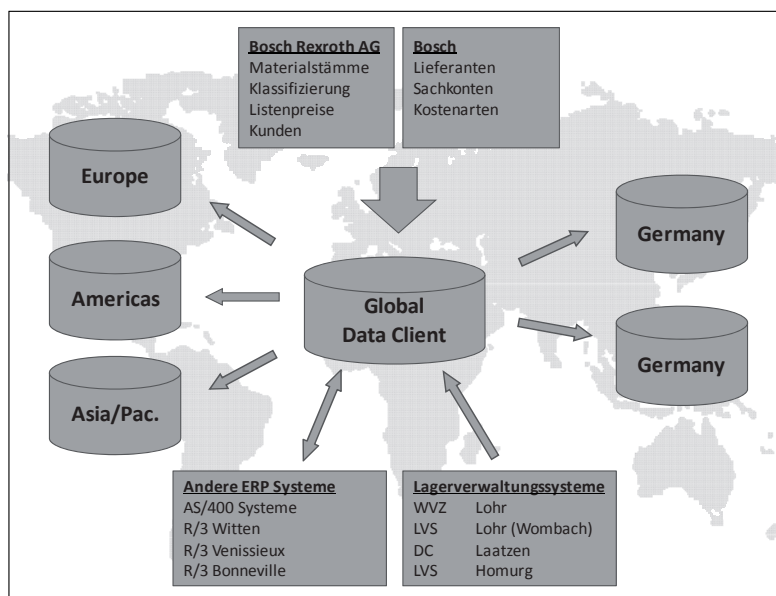 Bosch Rexroth AG
Materialstämme
Klassifizierung
Listenpreise
Kunden
Bosch
Lieferanten
Sachkonten
Kostenarten
Europe
Americas
Asia/Pac.
Global
Data Client
Germany
Germany
Andere ERP Systeme
AS/400 Systeme
R/3 Witten
R/3 Venissieux
R/3 Bonneville
Lagerverwaltungssysteme
WVZ Lohr
LVS Lohr (Wombach)
DC Laatzen
LVS Homurg